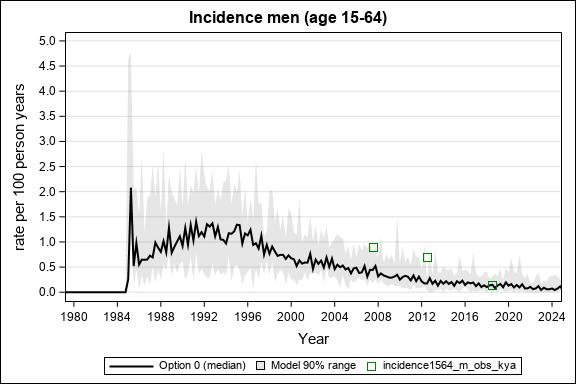 Incidence men (age 15-64)
rate per 100 person years
5.0
4.5
4.0
3.5
3.0
2.5
2.0
1.5
1.0
0.5
0.0
1980 1984 1988 1992 1996 2000 2004 2008 2012 2016 2020 2024
Year
Option 0 (median) Model 90% range incidence1564_m_obs_kya